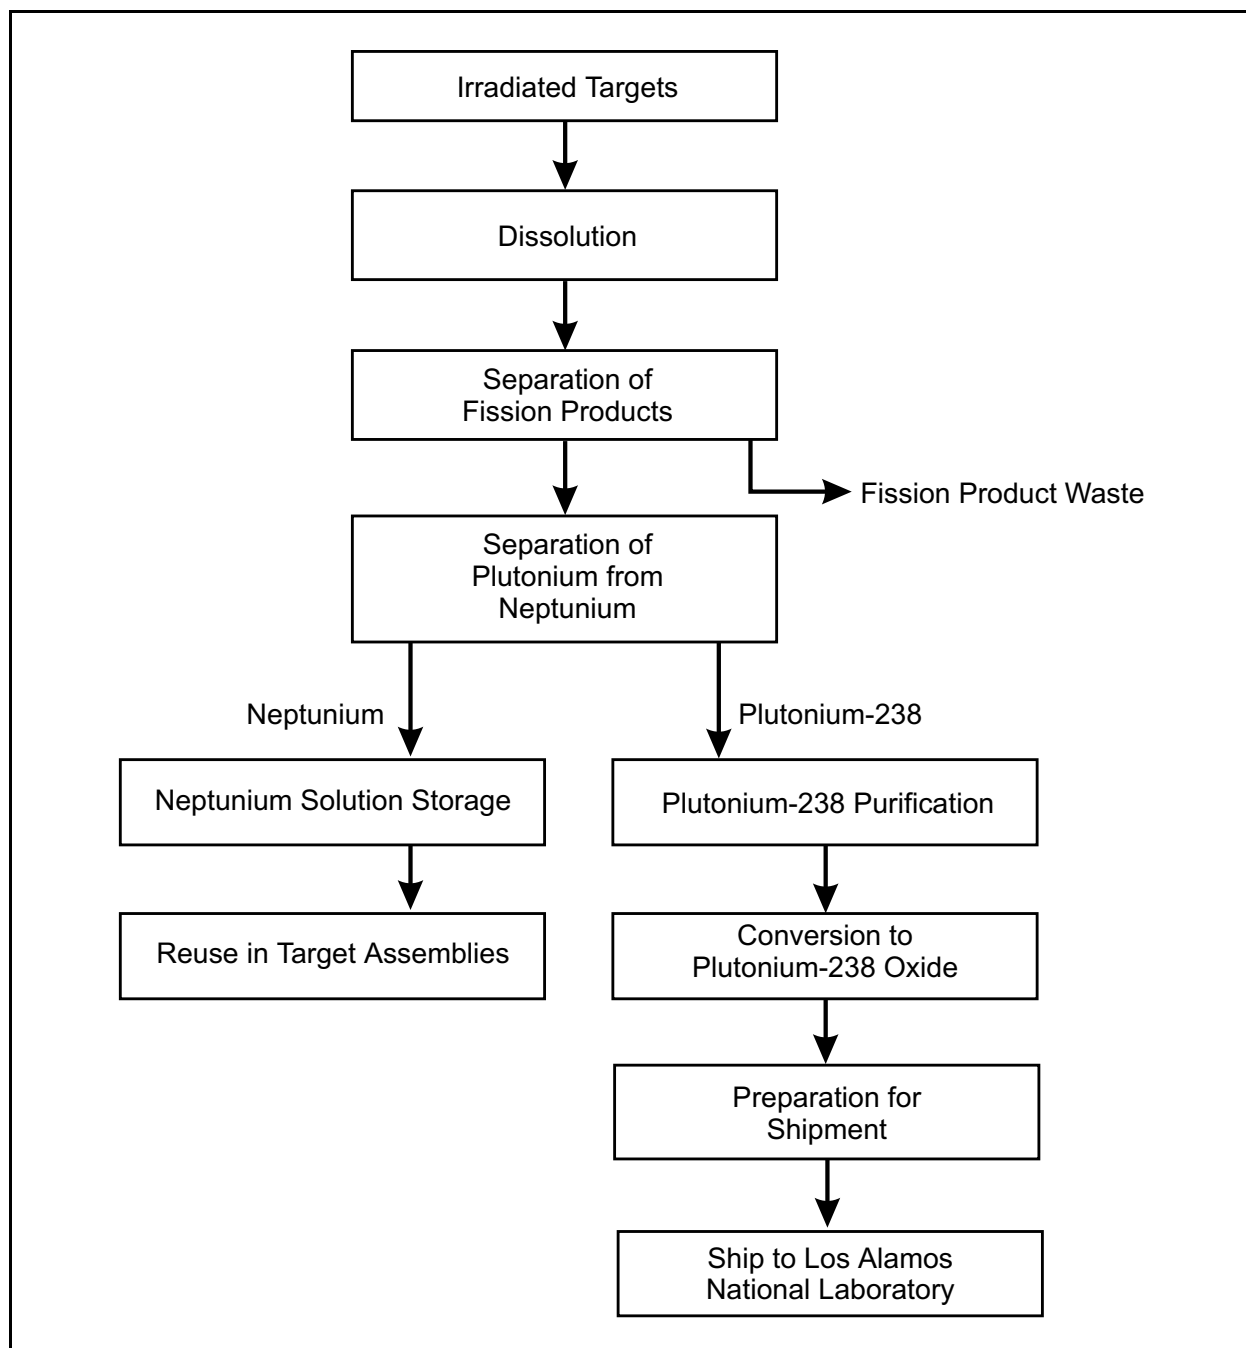 Irradiated Targets
Dissolution
Separation of
Fission Products
Fission Product Waste
Separation of
Plutonium from
Neptunium
Neptunium
Plutonium-238
Neptunium Solution Storage
Plutonium-238 Purification
Reuse in Target Assemblies
Conversion to
Plutonium-238 Oxide
Preparation for
Shipment
Ship to Los Alamos
National Laboratory